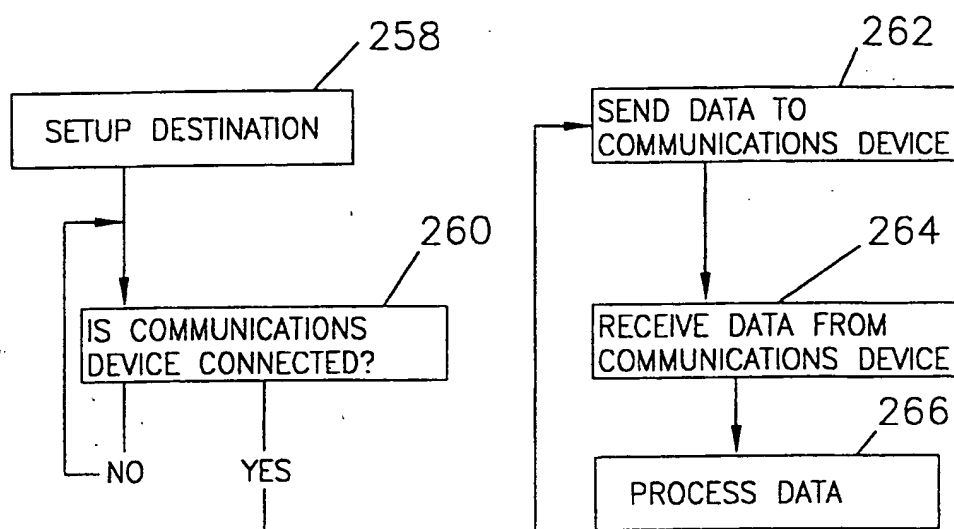 258
SETUP DESTINATION
260
IS COMMUNICATIONS
DEVICE CONNECTED?
NO
YES
262
SEND DATA TO
COMMUNICATIONS DEVICE
264
RECEIVE DATA FROM
COMMUNICATIONS DEVICE
266
PROCESS DATA